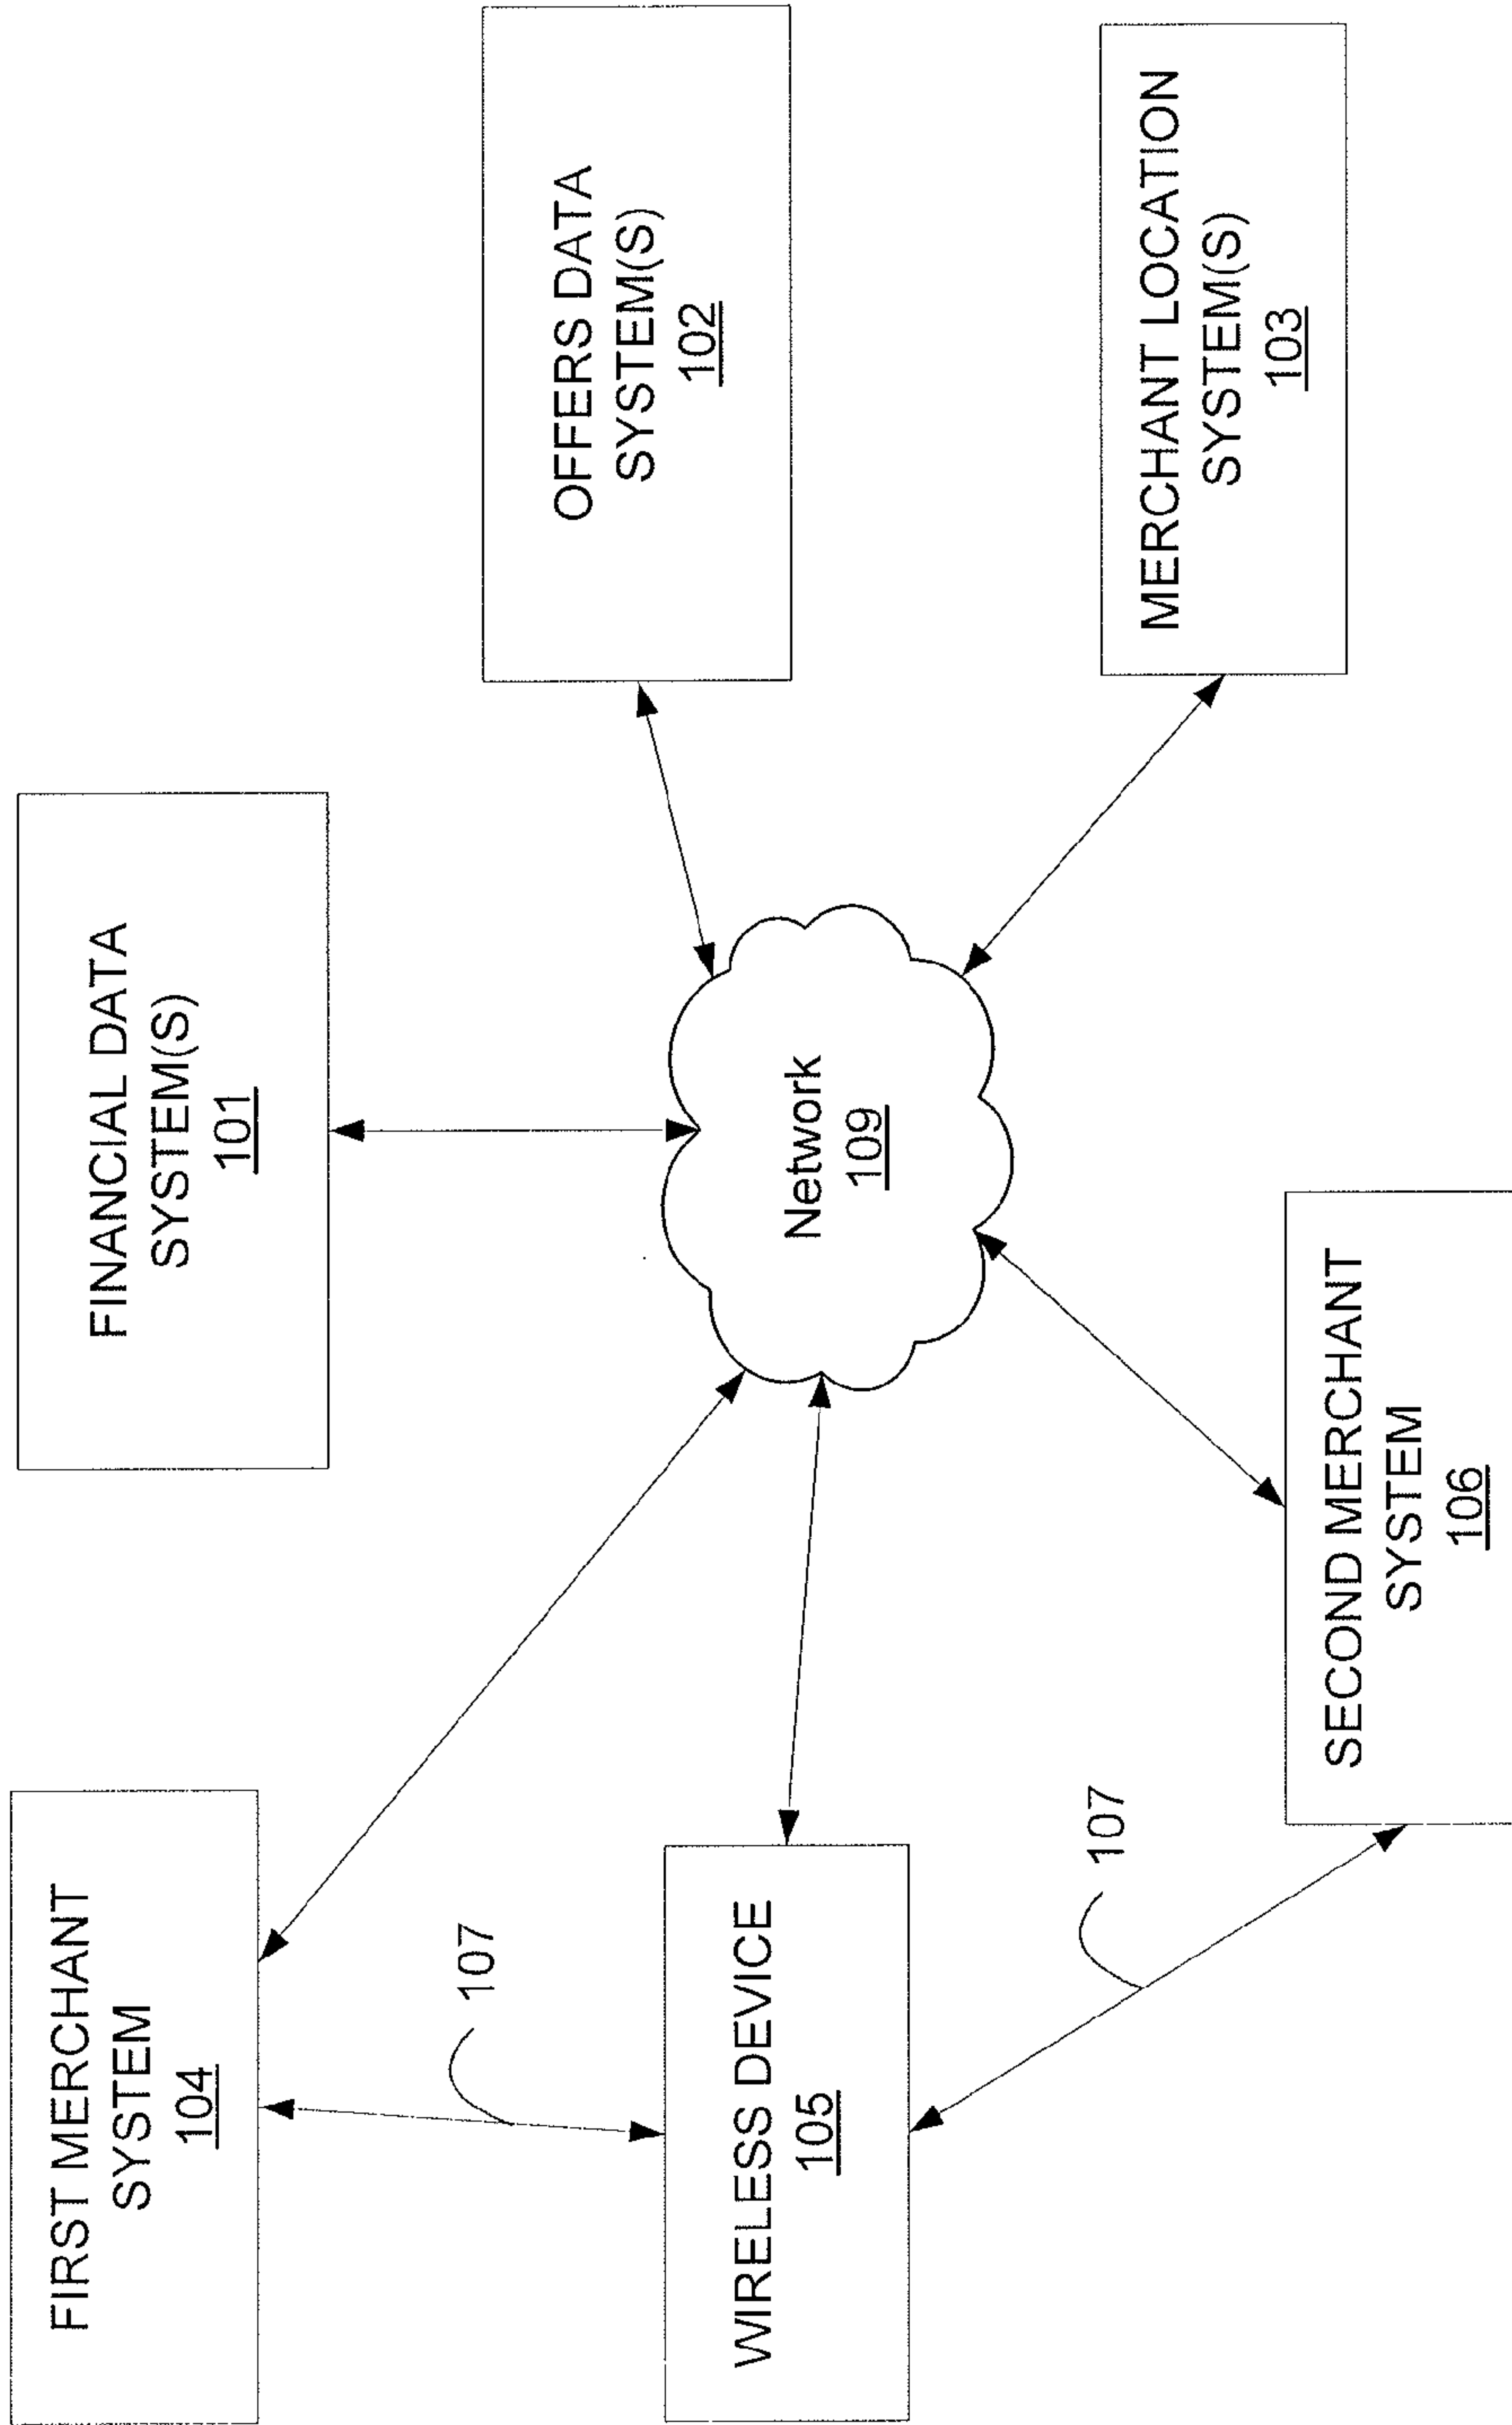 FINANCIAL DATA
SYSTEM(S)
101
OFFERS DATA
SYSTEM(S)
102
MERCHANT LOCATION
SYSTEM(S)
103
Network
109
FIRST MERCHANT
SYSTEM
104
107
WIRELESS DEVICE
105
107
SECOND MERCHANT
SYSTEM
106